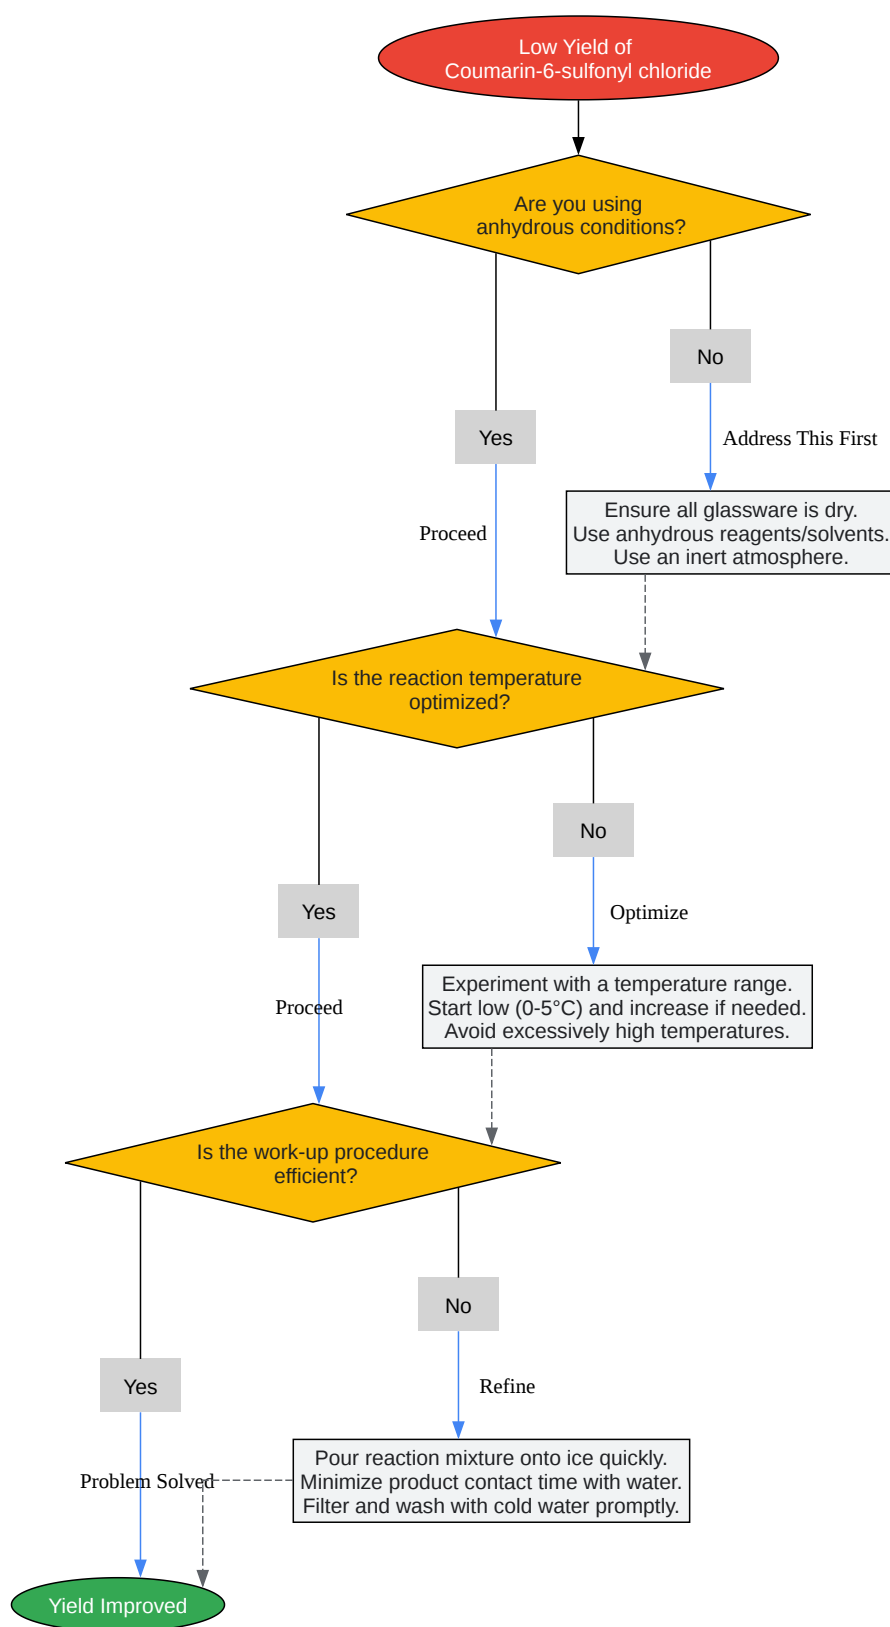 Low Yield of
Coumarin-6-sulfonyl chloride
Are you using
anhydrous conditions?
No
Yes
Address This First
Ensure all glassware is dry.
Use anhydrous reagents/solvents.
Use an inert atmosphere.
Proceed
Is the reaction temperature
optimized?
No
Yes
Optimize
Experiment with a temperature range.
Start low (0-5°C) and increase if needed.
Avoid excessively high temperatures.
Proceed
Is the work-up procedure
efficient?
No
Yes
Refine
Pour reaction mixture onto ice quickly.
Minimize product contact time with water.
Filter and wash with cold water promptly.
Problem Solved
Yield Improved